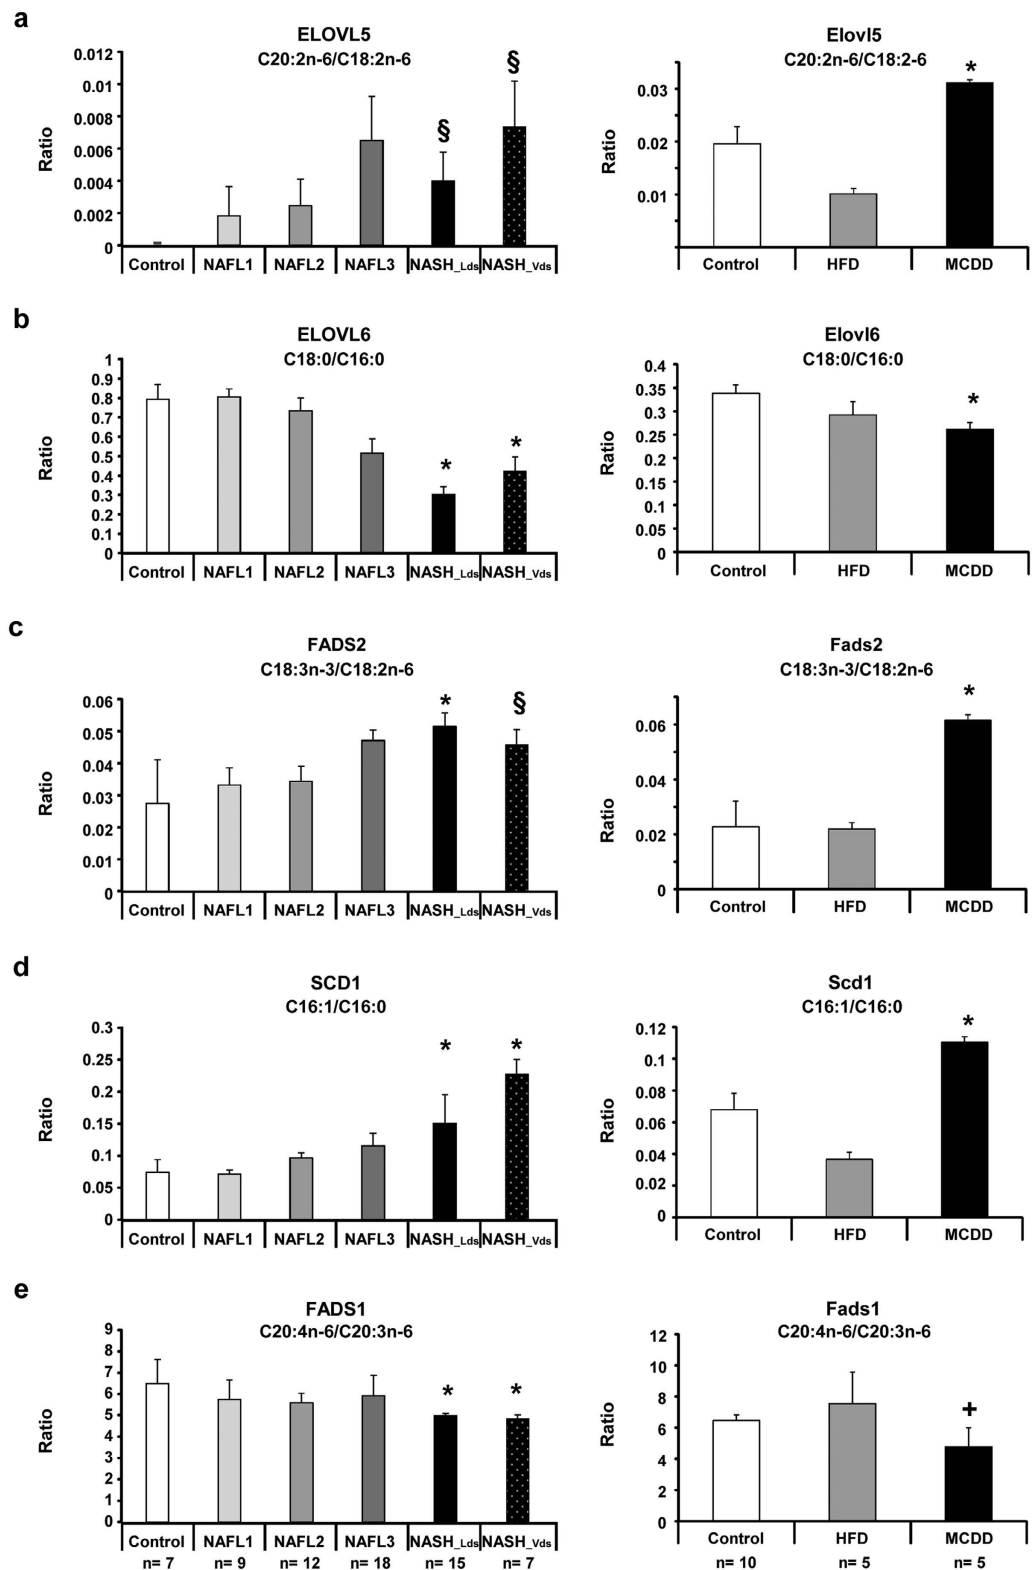 a
ELOVL5
C20:2n-6/C18:2n-6
Ratio
0.012
0.01
0.008
0.006
0.004
0.002
0
§
§
Control NAFL1 NAFL2 NAFL3 NASH_Lds NASH_Vds
Elovl5
C20:2n-6/C18:2-6
Ratio
0.03
0.02
0.01
*
Control HFD MCDD
b
ELOVL6
C18:0/C16:0
Ratio
1
0.9
0.8
0.7
0.6
0.5
0.4
0.3
0.2
0.1
0
*
*
Control NAFL1 NAFL2 NAFL3 NASH_Lds NASH_Vds
Elovl6
C18:0/C16:0
Ratio
0.4
0.35
0.3
0.25
0.2
0.15
0.1
0.05
0
*
Control HFD MCDD
c
FADS2
C18:3n-3/C18:2n-6
Ratio
0.06
0.05
0.04
0.03
0.02
0.01
0
*
§
Control NAFL1 NAFL2 NAFL3 NASH_Lds NASH_Vds
Fads2
C18:3n-3/C18:2n-6
Ratio
0.06
0.04
0.02
0
*
Control HFD MCDD
d
SCD1
C16:1/C16:0
Ratio
0.3
0.25
0.2
0.15
0.1
0.05
0
*
*
Control NAFL1 NAFL2 NAFL3 NASH_Lds NASH_Vds
Scd1
C16:1/C16:0
Ratio
0.12
0.1
0.08
0.06
0.04
0.02
0
*
Control HFD MCDD
e
FADS1
C20:4n-6/C20:3n-6
Ratio
9
8
7
6
5
4
3
2
1
0
*
*
Control NAFL1 NAFL2 NAFL3 NASH_Lds NASH_Vds
n= 7 n= 9 n= 12 n= 18 n= 15 n= 7
Fads1
C20:4n-6/C20:3n-6
Ratio
12
10
8
6
4
2
0
+
Control HFD MCDD
n= 10 n= 5 n= 5